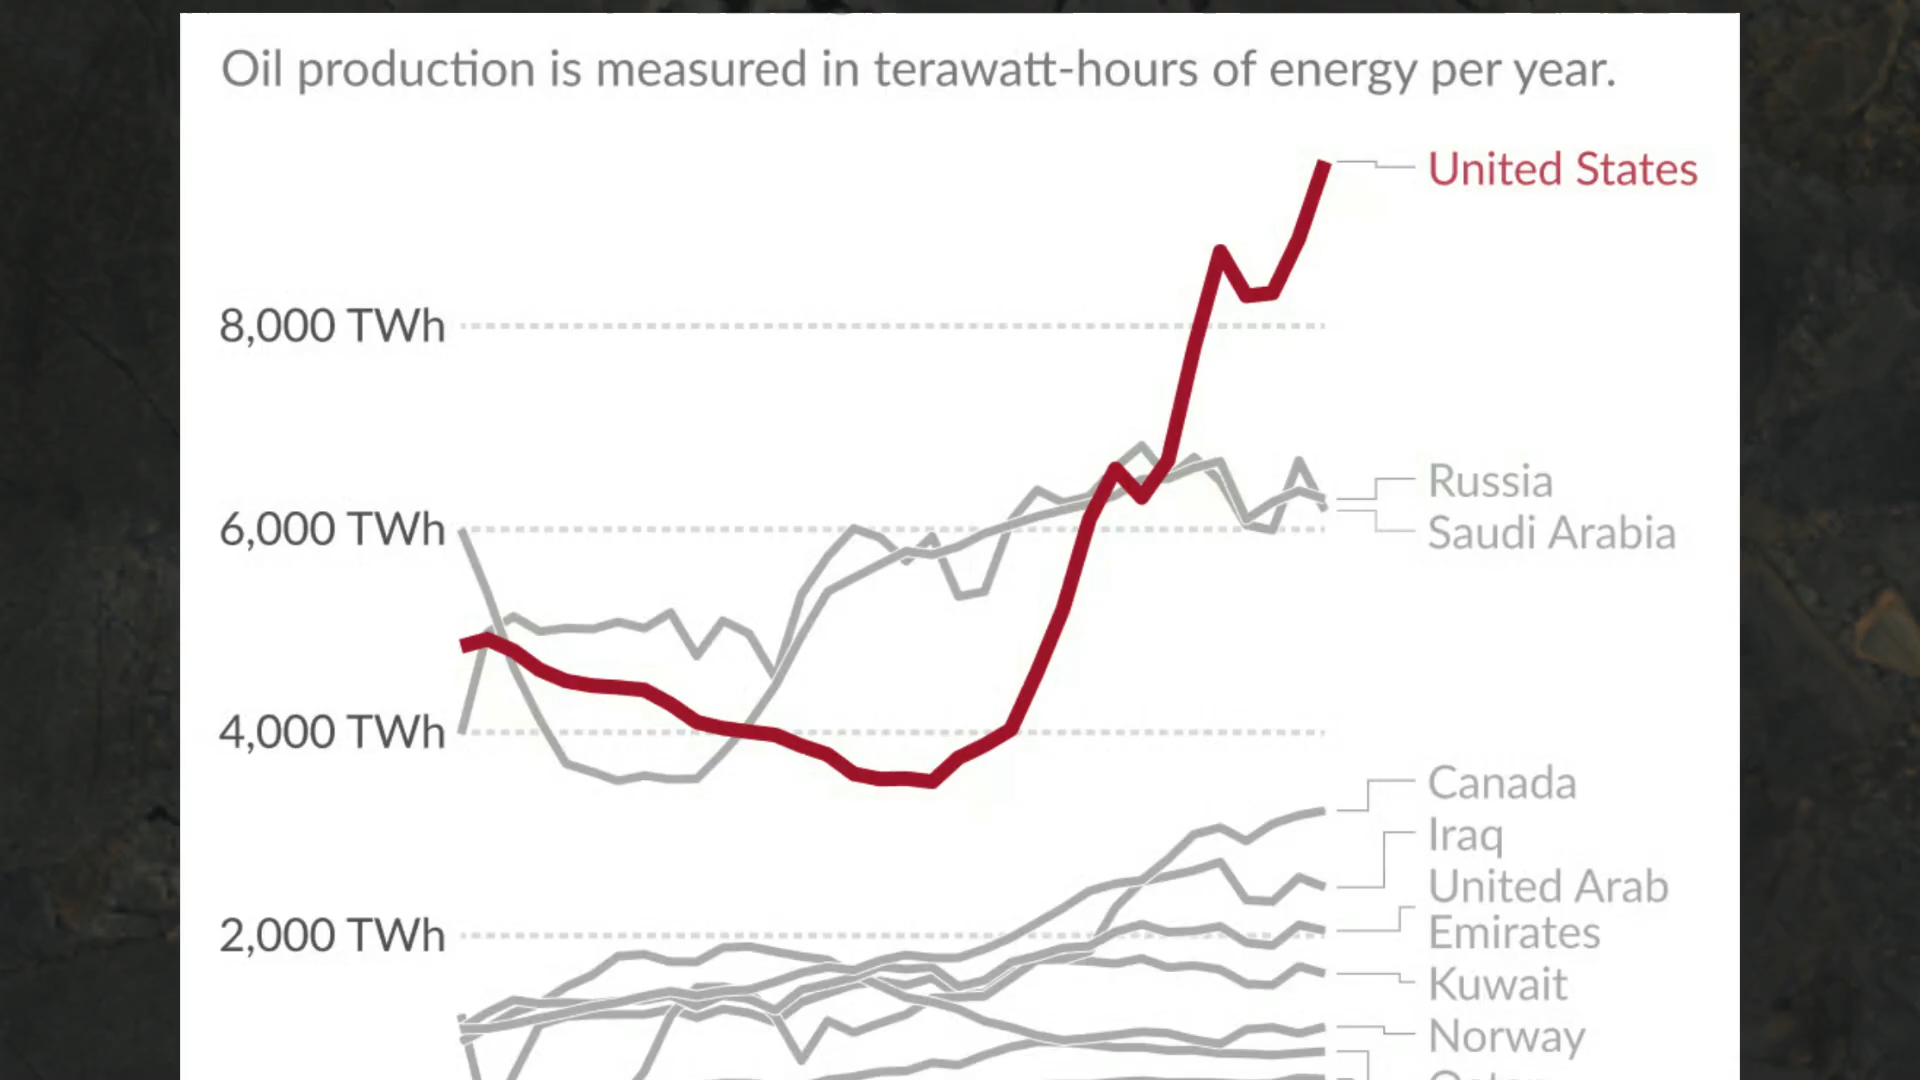 Oil production is measured in terawatt-hours of energy per year.
United States
8,000 TWh
Russia
6,000 TWh
Saudi Arabia
4,000 TWh
Canada
Iraq
United Arab
Emirates
2,000 TWh
Kuwait
Norway